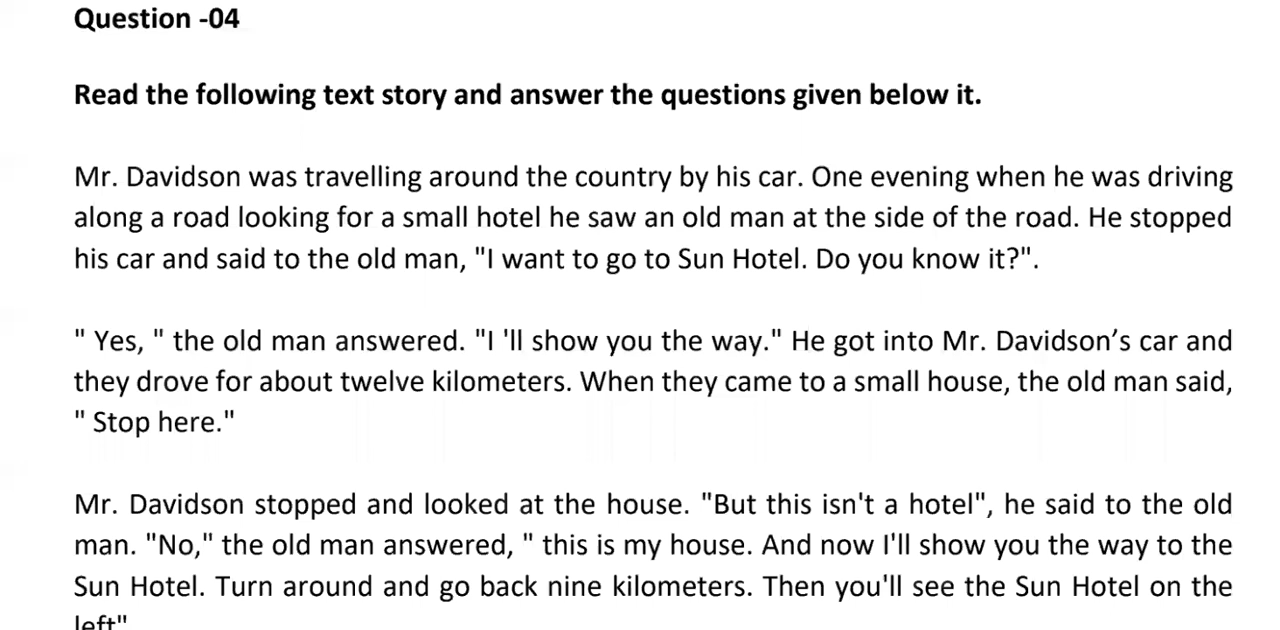 Question -04
Read the following text story and answer the questions given below it.
Mr. Davidson was travelling around the country by his car. One evening when he was driving
along a road looking for a small hotel he saw an old man at the side of the road. He stopped
his car and said to the old man, "I want to go to Sun Hotel. Do you know it?".
" Yes, " the old man answered. "I 'll show you the way." He got into Mr. Davidson’s car and
they drove for about twelve kilometers. When they came to a small house, the old man said,
" Stop here."
Mr. Davidson stopped and looked at the house. "But this isn't a hotel", he said to the old
man. "No," the old man answered, " this is my house. And now I'll show you the way to the
Sun Hotel. Turn around and go back nine kilometers. Then you'll see the Sun Hotel on the
left"